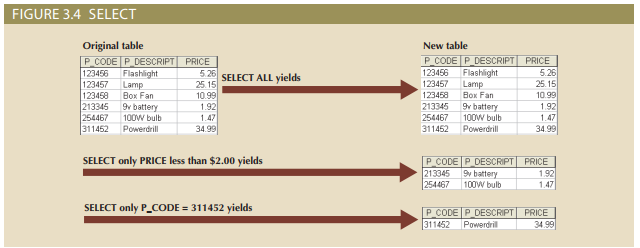 FIGURE 3.4 SELECT
Original table
P_CODE P_DESCRIPT PRICE
123456 Flashlight 5.26
123457 Lamp 25.15
123458 Box Fan 10.99
213345 9v battery 1.92
254467 100W bulb 1.47
311452 Powerdrill 34.99
SELECT ALL yields
New table
P_CODE P_DESCRIPT PRICE
123456 Flashlight 5.26
123457 Lamp 25.15
123458 Box Fan 10.99
213345 9v battery 1.92
254467 100W bulb 1.47
311452 Powerdrill 34.99
SELECT only PRICE less than $2.00 yields
P_CODE P_DESCRIPT PRICE
213345 9v battery 1.92
254467 100W bulb 1.47
SELECT only P_CODE = 311452 yields
P_CODE P_DESCRIPT PRICE
311452 Powerdrill 34.99